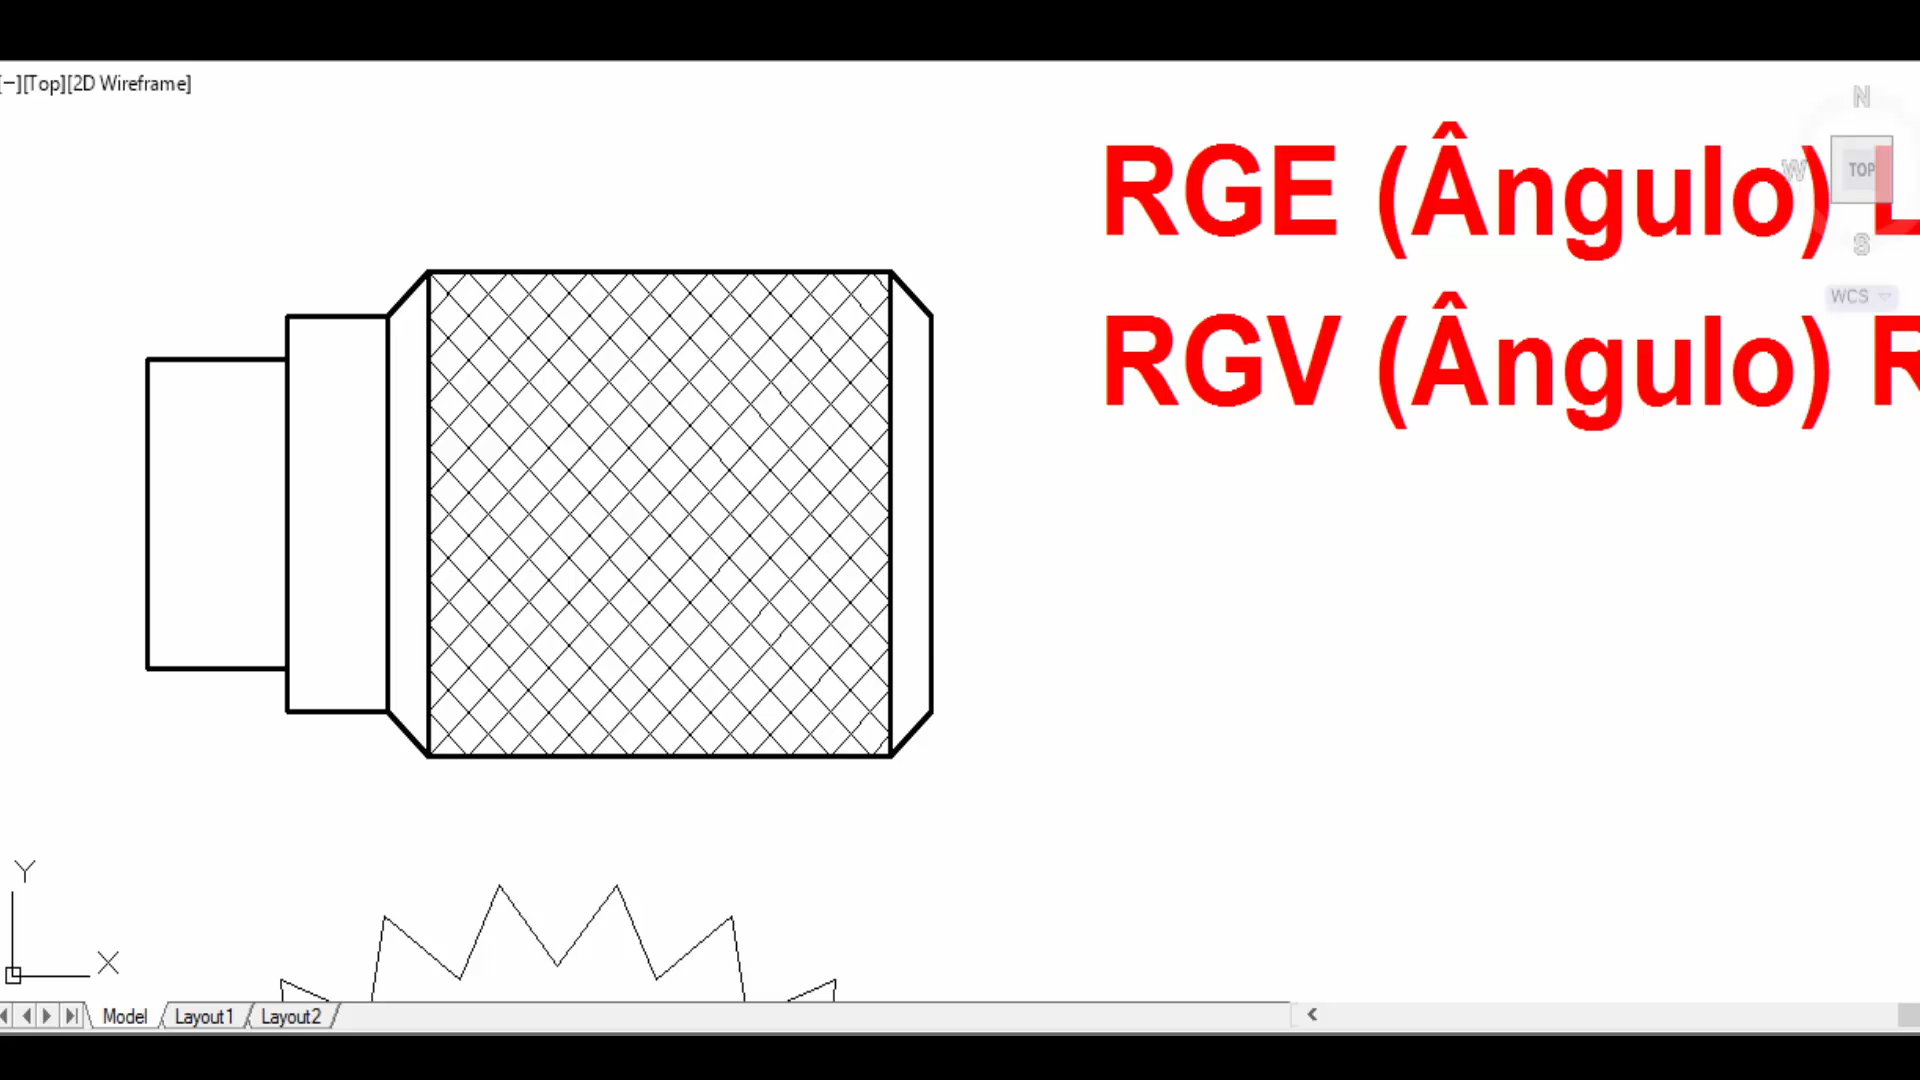 [−][Top][2D Wireframe]
N
RGE (Ângulo) L
W
TOP
S
WCS
RGV (Ângulo) R
Y
X
Model
Layout1
Layout2